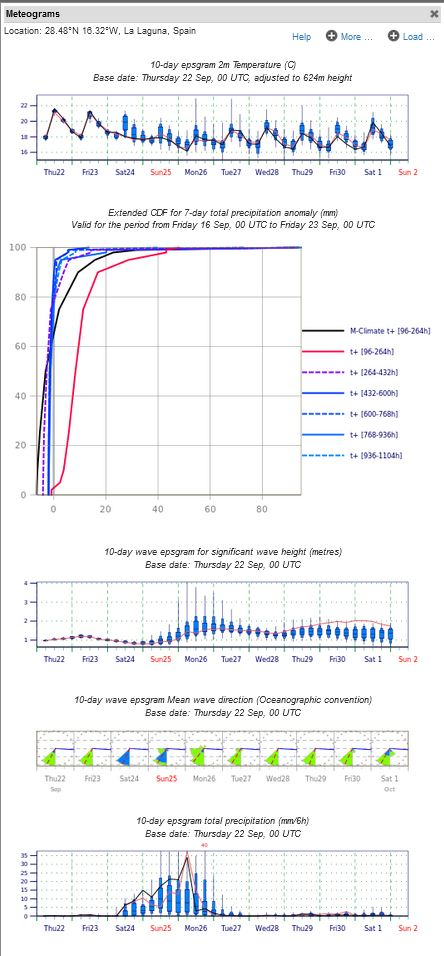 Meteograms
Location: 28.48°N 16.32°W, La Laguna, Spain
Help More ... Load ...
10-day epsgram 2m Temperature (C)
Base date: Thursday 22 Sep, 00 UTC, adjusted to 624m height
22
20
18
16
Thu22 Fri23 Sat24 Sun25 Mon26 Tue27 Wed28 Thu29 Fri30 Sat 1 Sun 2
Extended CDF for 7-day total precipitation anomaly (mm)
Valid for the period from Friday 16 Sep, 00 UTC to Friday 23 Sep, 00 UTC
100
80
60
40
20
0
0 20 40 60 80
M-Climate t+ [96-264h]
t+ [96-264h]
t+ [264-432h]
t+ [432-600h]
t+ [600-768h]
t+ [768-936h]
t+ [936-1104h]
10-day wave epsgram for significant wave height (metres)
Base date: Thursday 22 Sep, 00 UTC
4
3
2
1
Thu22 Fri23 Sat24 Sun25 Mon26 Tue27 Wed28 Thu29 Fri30 Sat 1 Sun 2
10-day wave epsgram Mean wave direction (Oceanographic convention)
Base date: Thursday 22 Sep, 00 UTC
Thu22 Fri23 Sat24 Sun25 Mon26 Tue27 Wed28 Thu29 Fri30 Sat 1
Sep Oct
10-day epsgram total precipitation (mm/6h)
Base date: Thursday 22 Sep, 00 UTC
40
35
30
25
20
15
10
5
0
Thu22 Fri23 Sat24 Sun25 Mon26 Tue27 Wed28 Thu29 Fri30 Sat 1 Sun 2